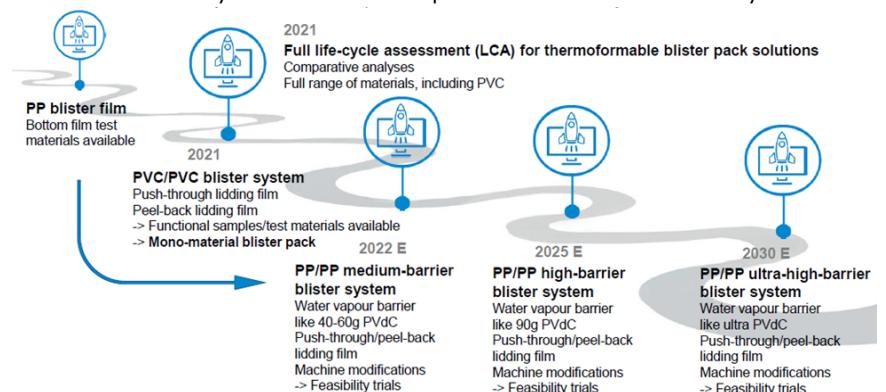 2021
Full life-cycle assessment (LCA) for thermoformable blister pack solutions
Comparative analyses
Full range of materials, including PVC
PP blister film
Bottom film test
materials available
2021
PVC/PVC blister system
Push-through lidding film
Peel-back lidding film
-> Functional samples/test materials available
-> Mono-material blister pack
2022 E
PP/PP medium-barrier
blister system
Water vapour barrier
like 40-60g PVdC
Push-through/peel-back
lidding film
Machine modifications
-> Feasibility trials
2025 E
PP/PP high-barrier
blister system
Water vapour barrier
like 90g PVdC
Push-through/peel-back
lidding film
Machine modifications
-> Feasibility trials
2030 E
PP/PP ultra-high-barrier
blister system
Water vapour barrier
like ultra PVdC
Push-through/peel-back
lidding film
Machine modifications
-> Feasibility trials